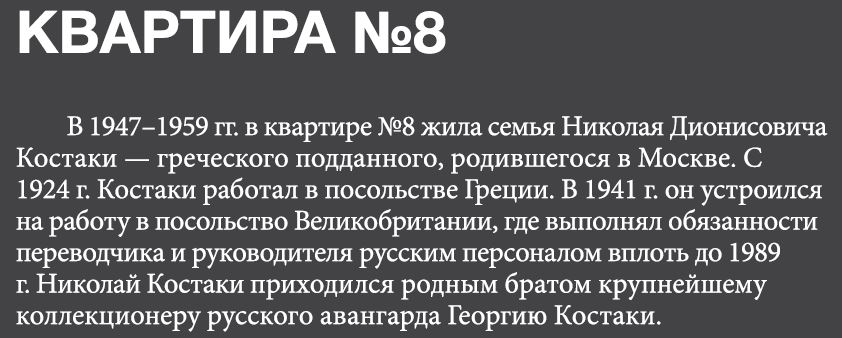 КВАРТИРА №8
В 1947–1959 гг. в квартире №8 жила семья Николая Дионисовича
Костаки — греческого подданного, родившегося в Москве. С
1924 г. Костаки работал в посольстве Греции. В 1941 г. он устроился
на работу в посольство Великобритании, где выполнял обязанности
переводчика и руководителя русским персоналом вплоть до 1989
г. Николай Костаки приходился родным братом крупнейшему
коллекционеру русского авангарда Георгию Костаки.